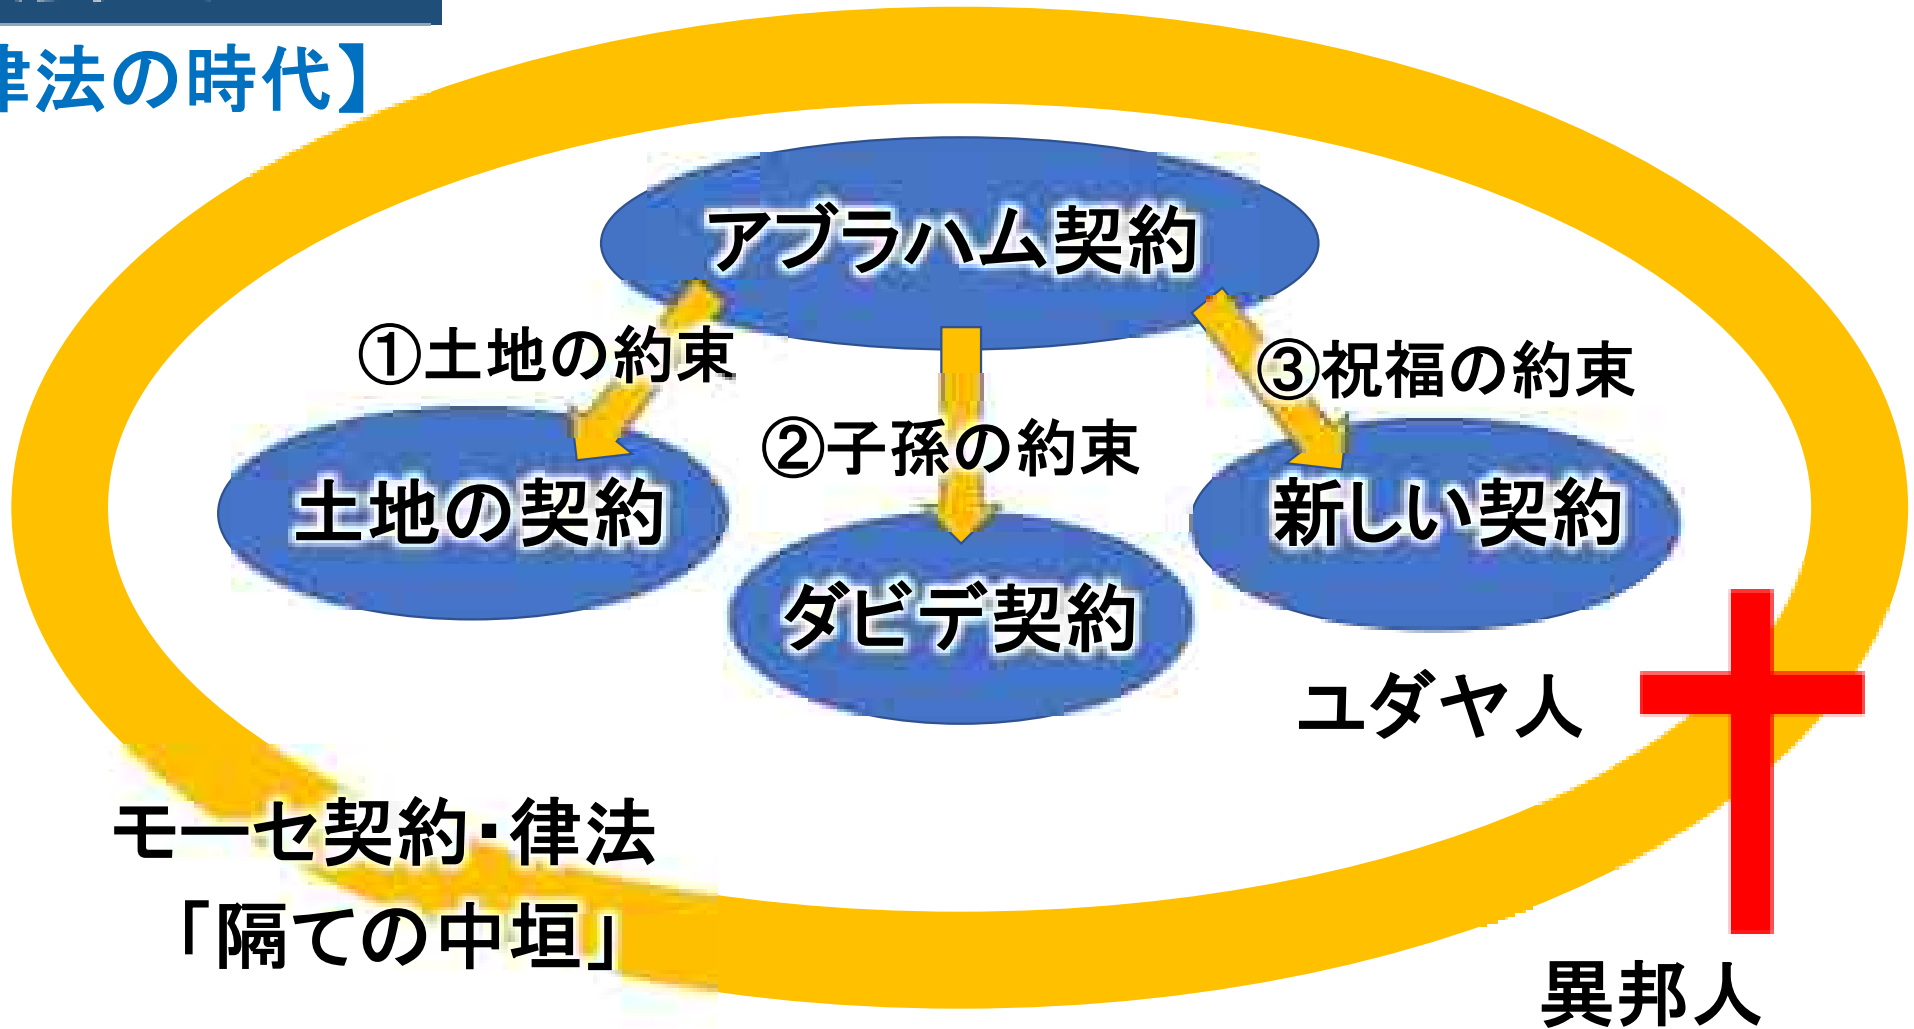 律法の時代】
アブラハム契約
①土地の約束
③祝福の約束
②子孫の約束
土地の契約
新しい契約
ダビデ契約
ユダヤ人
モーセ契約・律法
「隔ての中垣」
異邦人